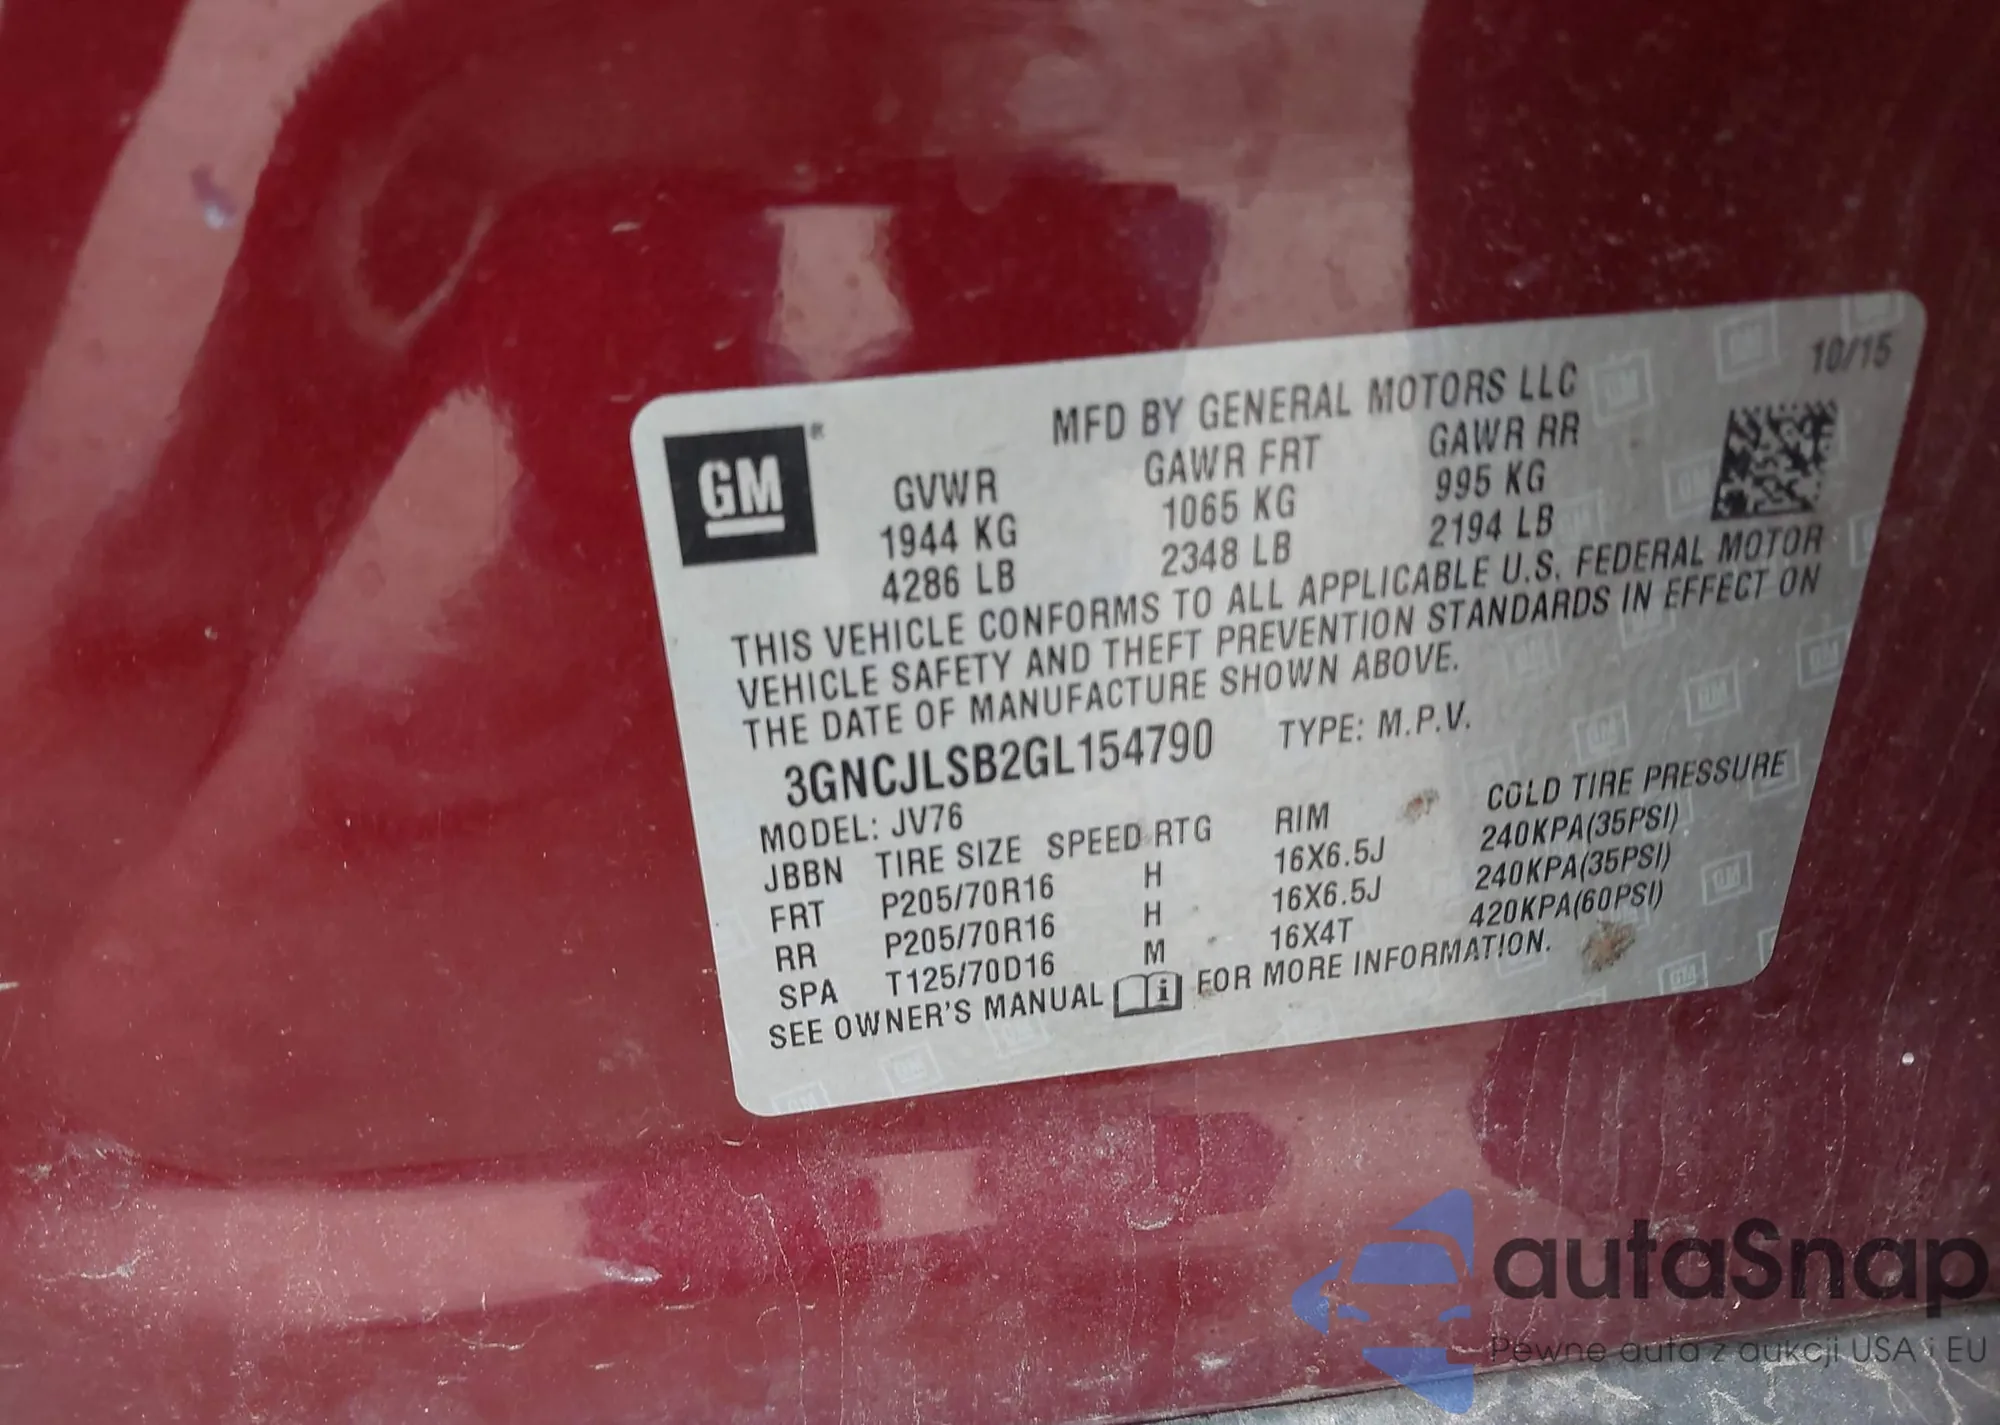 10/15
MFD BY GENERAL MOTORS LLC
GM®
GVWR GAWR FRT GAWR RR
1944 KG 1065 KG 995 KG
4286 LB 2348 LB 2194 LB
THIS VEHICLE CONFORMS TO ALL APPLICABLE U.S. FEDERAL MOTOR
VEHICLE SAFETY AND THEFT PREVENTION STANDARDS IN EFFECT ON
THE DATE OF MANUFACTURE SHOWN ABOVE.
3GNCJLSB2GL154790 TYPE: M.P.V.
MODEL: JV76
JBBN TIRE SIZE SPEED RTG RIM COLD TIRE PRESSURE
FRT P205/70R16 H 16X6.5J 240KPA(35PSI)
RR P205/70R16 H 16X6.5J 240KPA(35PSI)
SPA T125/70D16 M 16X4T 420KPA(60PSI)
SEE OWNER'S MANUAL i FOR MORE INFORMATION.
autaSnap
Pewne auta z aukcji USA i EU